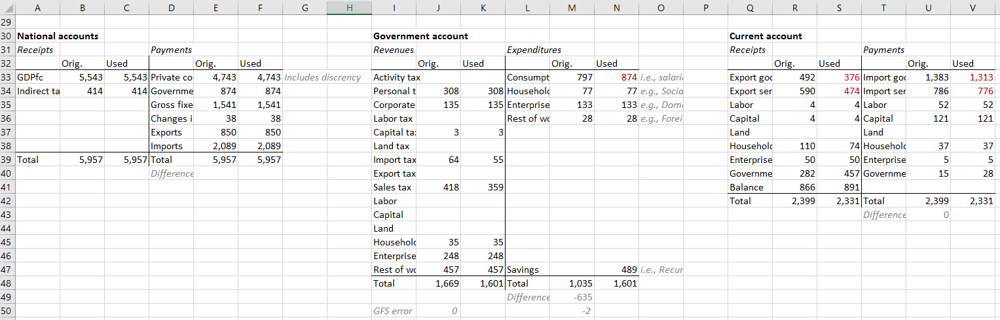 A B C D E F G H I J K L M N O P Q R S T U V
29
30 National accounts Government account Current account
31 Receipts Payments Revenues Expenditures Receipts Payments
32 Orig. Used Orig. Used Orig. Used Orig. Used Orig. Used Orig. Used
33 GDPfc 5,543 5,543 Private co 4,743 4,743 Includes discrency Activity tax Consumpt 797 874 i.e., salari Export goo 492 376 Import goo 1,383 1,313
34 Indirect ta 414 414 Governme 874 874 Personal t 308 308 Househol 77 77 e.g., Socia Export ser 590 474 Import ser 786 776
35 Gross fixe 1,541 1,541 Corporate 135 135 Enterprise 133 133 e.g., Dom Labor 4 4 Labor 52 52
36 Changes i 38 38 Labor tax Rest of wo 28 28 e.g., Forei Capital 4 4 Capital 121 121
37 Exports 850 850 Capital ta 3 3 Land Land
38 Imports 2,089 2,089 Land tax Househol 110 74 Househol 37 37
39 Total 5,957 5,957 Total 5,957 5,957 Import tax 64 55 Enterprise 50 50 Enterprise 5 5
40 Difference Export tax Governme 282 457 Governme 15 28
41 Sales tax 418 359 Balance 866 891
42 Labor Total 2,399 2,331 Total 2,399 2,331
43 Capital Difference 0
44 Land
45 Househol 35 35
46 Enterprise 248 248
47 Rest of wo 457 457 Savings 489 i.e., Recur
48 Total 1,669 1,601 Total 1,035 1,601
49 Difference -635
50 GFS error 0 -2